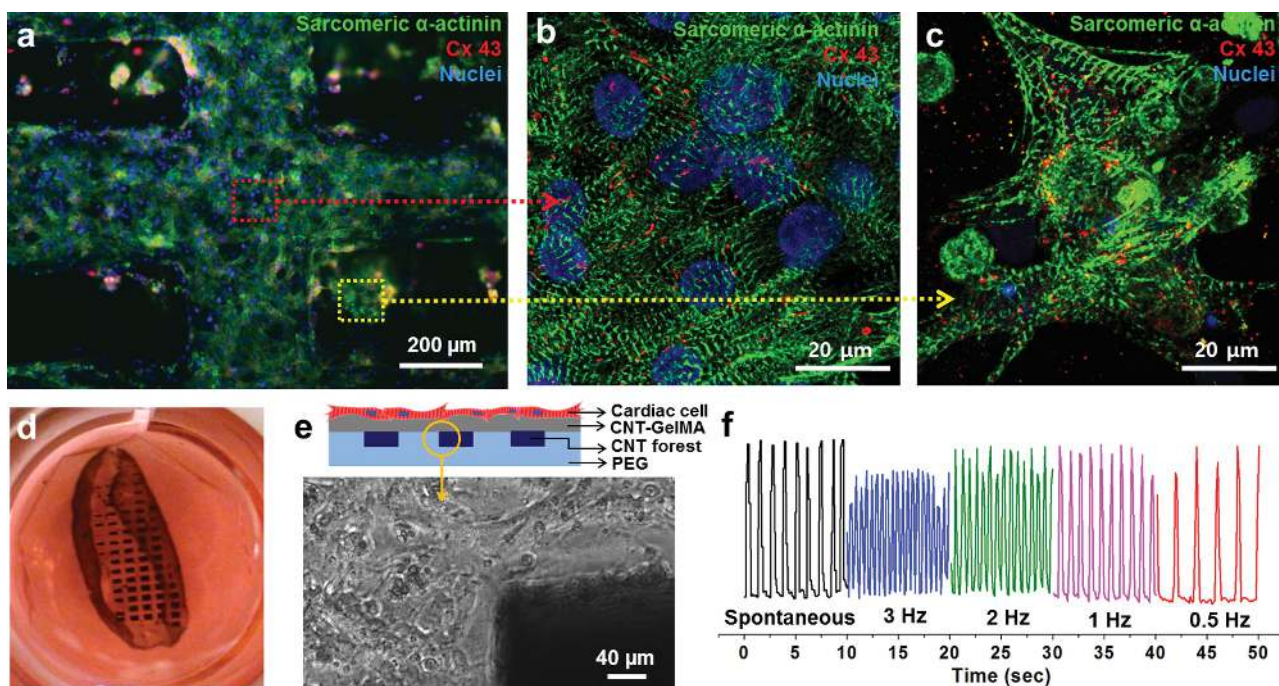 a
Sarcomeric α-actinin
Cx 43
Nuclei
200 µm
b
Sarcomeric α-actinin
Cx 43
Nuclei
20 µm
c
Sarcomeric α-actinin
Cx 43
Nuclei
20 µm
d
e
Cardiac cell
CNT-GelMA
CNT forest
PEG
40 µm
f
Spontaneous
3 Hz
2 Hz
1 Hz
0.5 Hz
0 5 10 15 20 25 30 35 40 45 50
Time (sec)